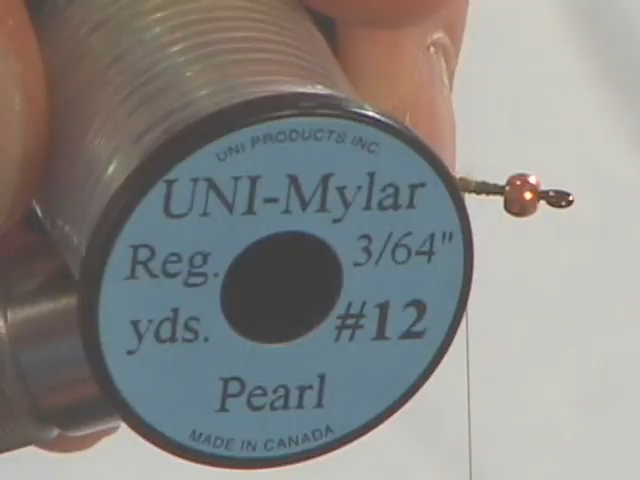 UNI PRODUCTS INC.
UNI-Mylar
Reg. 3/64"
yds. #12
Pearl
MADE IN CANADA